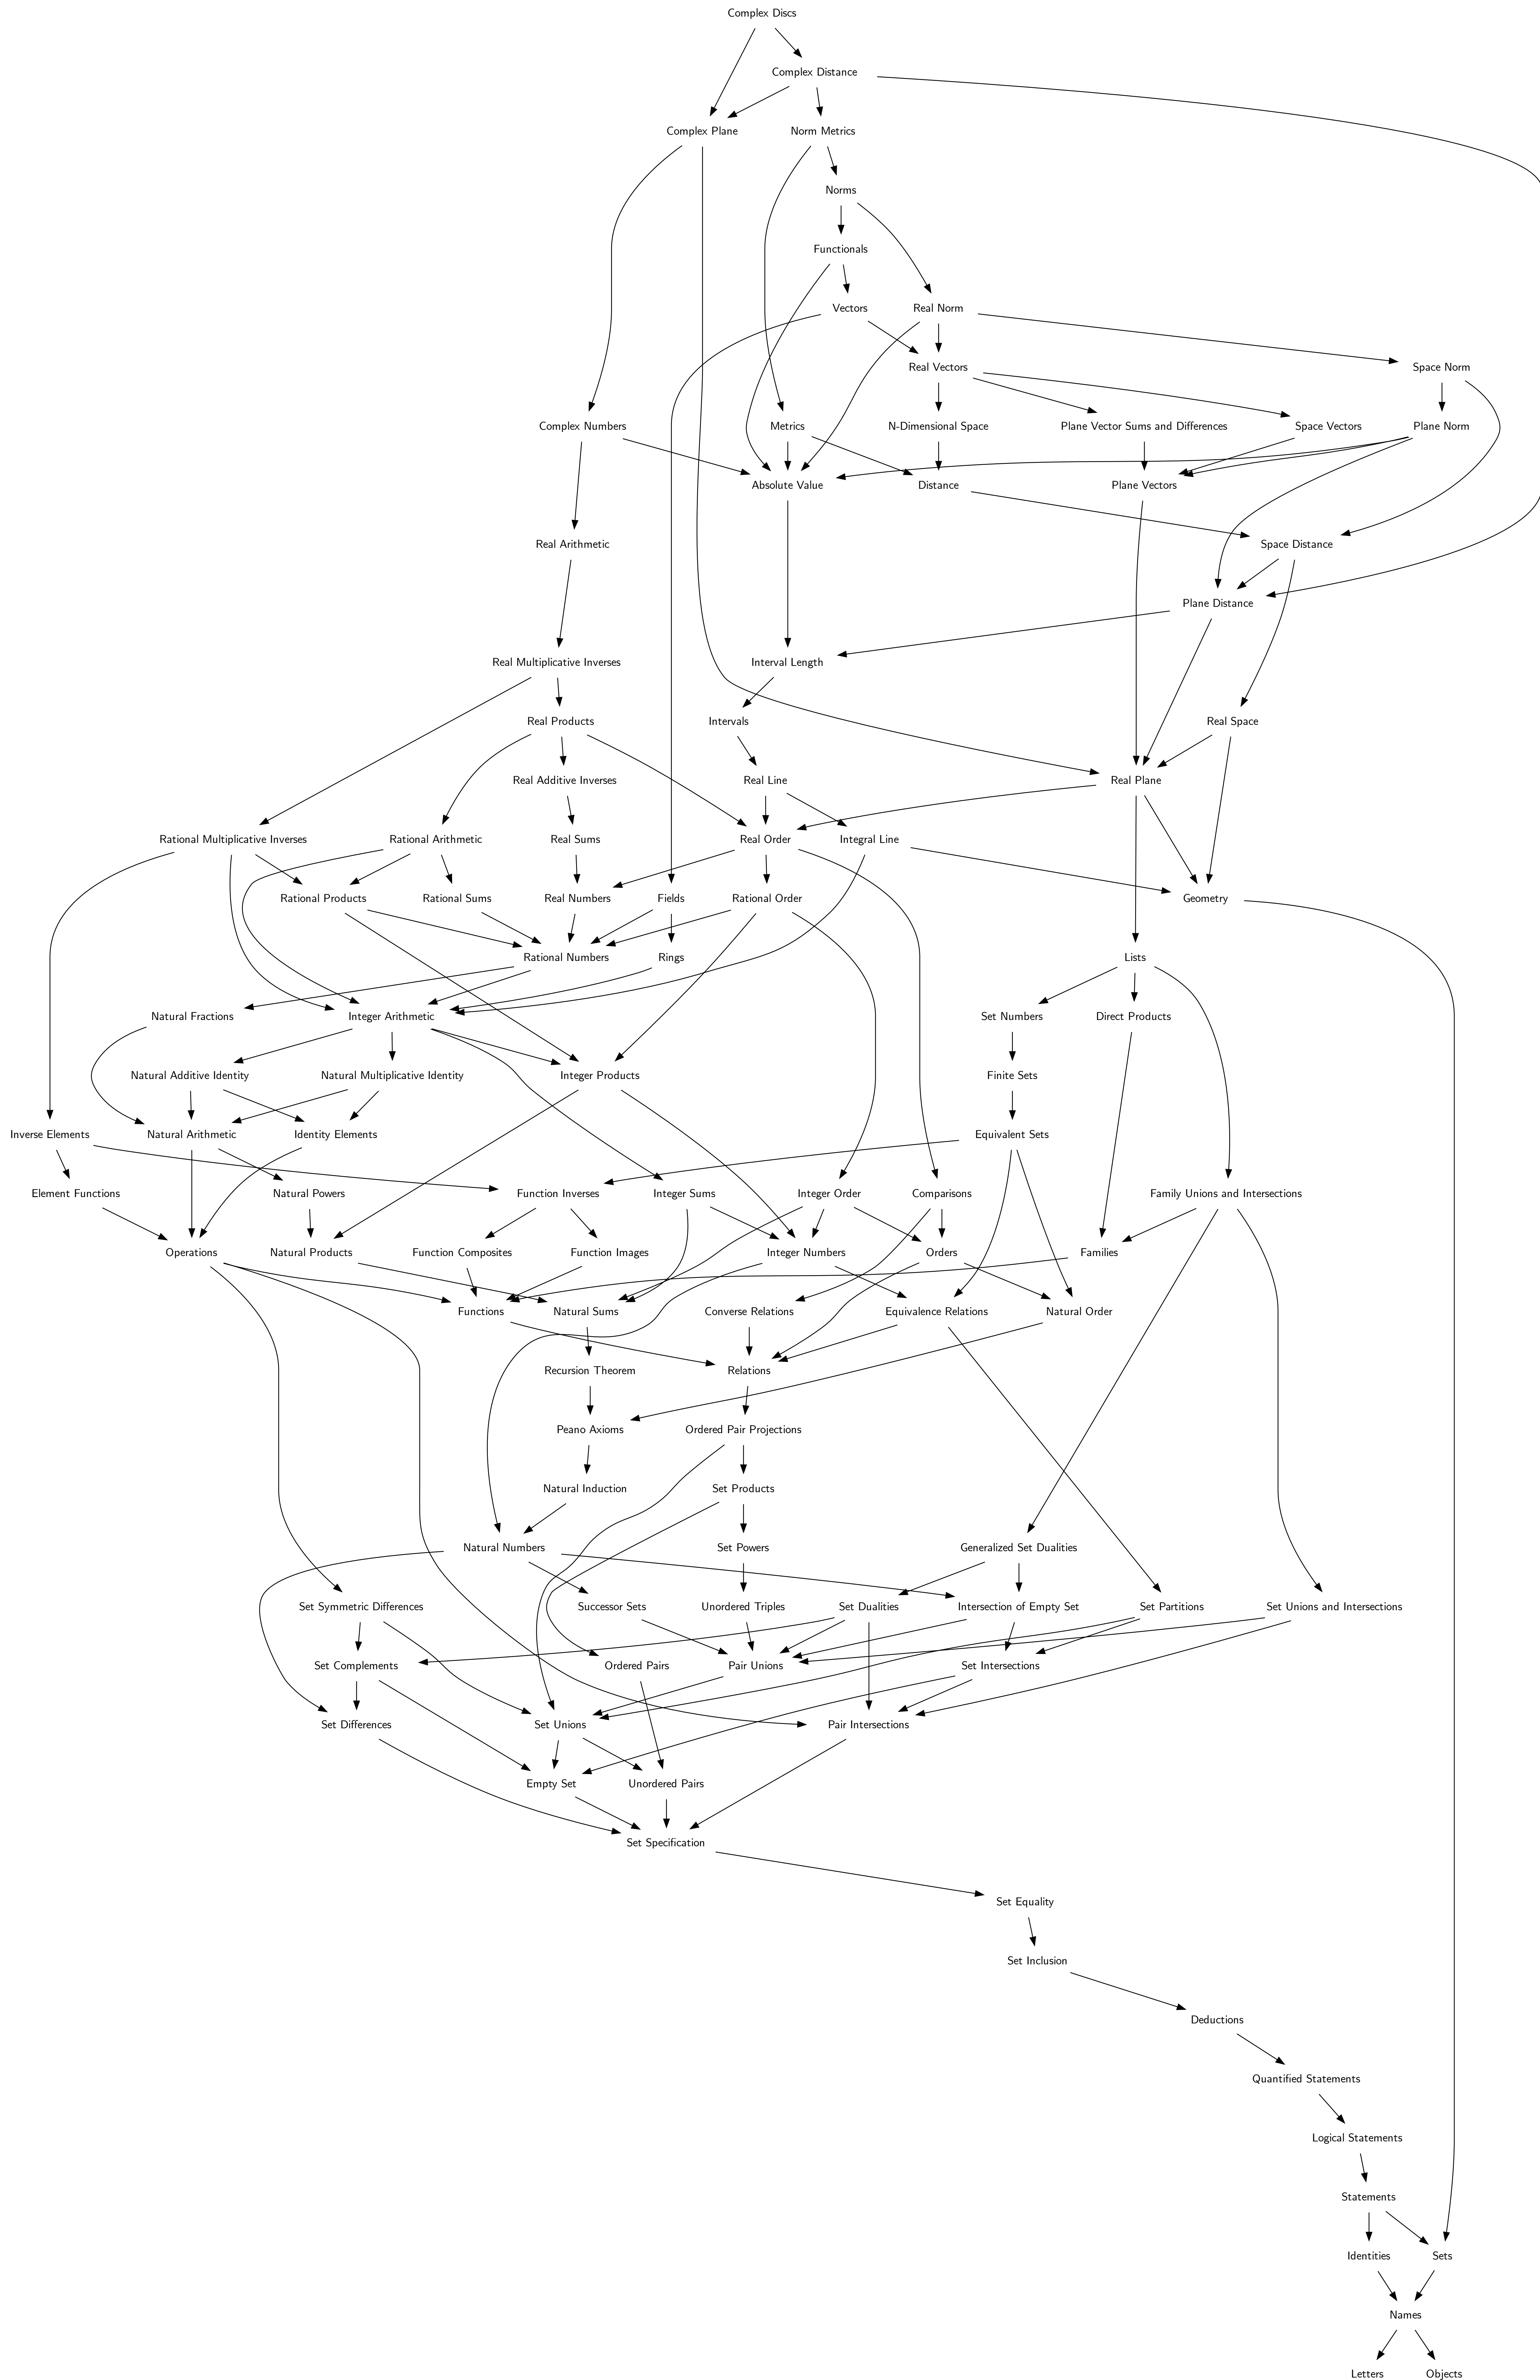 Complex Discs
Complex Distance
Complex Plane
Norm Metrics
Norms
Functionals
Vectors
Real Norm
Real Vectors
Space Norm
Complex Numbers
Metrics
N-Dimensional Space
Plane Vector Sums and Differences
Space Vectors
Plane Norm
Absolute Value
Distance
Plane Vectors
Real Arithmetic
Space Distance
Plane Distance
Real Multiplicative Inverses
Interval Length
Real Products
Intervals
Real Space
Real Additive Inverses
Real Line
Real Plane
Rational Multiplicative Inverses
Rational Arithmetic
Real Sums
Real Order
Integral Line
Rational Products
Rational Sums
Real Numbers
Fields
Rational Order
Geometry
Rational Numbers
Rings
Lists
Natural Fractions
Integer Arithmetic
Set Numbers
Direct Products
Natural Additive Identity
Natural Multiplicative Identity
Integer Products
Finite Sets
Inverse Elements
Natural Arithmetic
Identity Elements
Equivalent Sets
Element Functions
Natural Powers
Function Inverses
Integer Sums
Integer Order
Comparisons
Family Unions and Intersections
Operations
Natural Products
Function Composites
Function Images
Integer Numbers
Orders
Families
Functions
Natural Sums
Converse Relations
Equivalence Relations
Natural Order
Recursion Theorem
Relations
Peano Axioms
Ordered Pair Projections
Natural Induction
Set Products
Natural Numbers
Set Powers
Generalized Set Dualities
Set Symmetric Differences
Successor Sets
Unordered Triples
Set Dualities
Intersection of Empty Set
Set Partitions
Set Unions and Intersections
Set Complements
Ordered Pairs
Pair Unions
Set Intersections
Set Differences
Set Unions
Pair Intersections
Empty Set
Unordered Pairs
Set Specification
Set Equality
Set Inclusion
Deductions
Quantified Statements
Logical Statements
Statements
Identities
Sets
Names
Letters
Objects